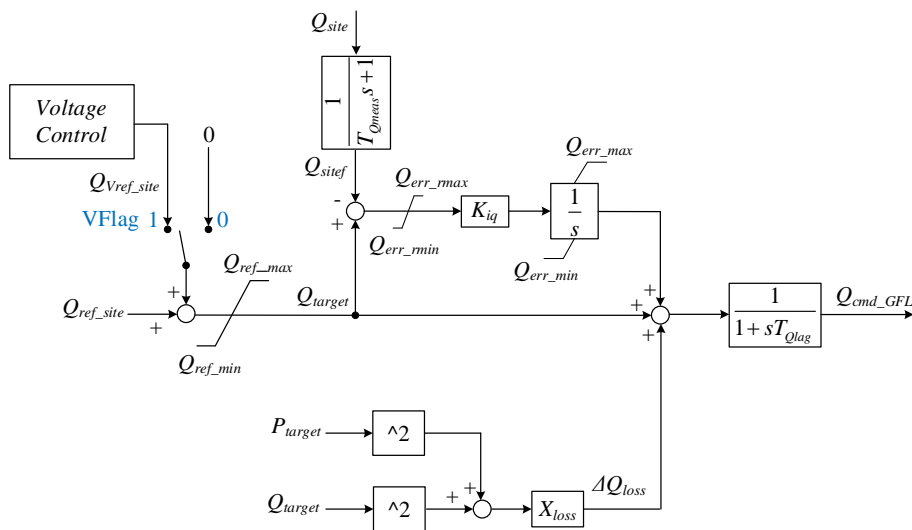 Q_site
1
T_Qmeas s + 1
Voltage
Control
0
Q_sitef
Q_Vref_site
Q_err_rmax
Q_err_max
K_iq
1
s
VFlag 1
0
-
+
Q_err_rmin
Q_err_min
Q_ref_max
Q_target
+
Q_ref_site
+
Q_ref_min
+
+
+
1
1 + sT_Qlag
Q_cmd_GFL
P_target
^2
+
Q_target
^2
+
X_loss
ΔQ_loss